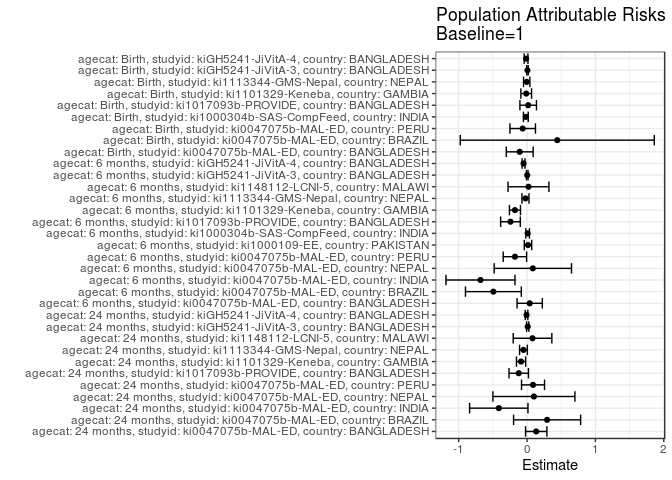 Population Attributable Risks
Baseline=1
agecat: Birth, studyid: kiGH5241-JiVitA-4, country: BANGLADESH
agecat: Birth, studyid: kiGH5241-JiVitA-3, country: BANGLADESH
agecat: Birth, studyid: ki1113344-GMS-Nepal, country: NEPAL
agecat: Birth, studyid: ki1101329-Keneba, country: GAMBIA
agecat: Birth, studyid: ki1017093b-PROVIDE, country: BANGLADESH
agecat: Birth, studyid: ki1000304b-SAS-CompFeed, country: INDIA
agecat: Birth, studyid: ki0047075b-MAL-ED, country: PERU
agecat: Birth, studyid: ki0047075b-MAL-ED, country: BRAZIL
agecat: Birth, studyid: ki0047075b-MAL-ED, country: BANGLADESH
agecat: 6 months, studyid: kiGH5241-JiVitA-4, country: BANGLADESH
agecat: 6 months, studyid: kiGH5241-JiVitA-3, country: BANGLADESH
agecat: 6 months, studyid: ki1148112-LCNI-5, country: MALAWI
agecat: 6 months, studyid: ki1113344-GMS-Nepal, country: NEPAL
agecat: 6 months, studyid: ki1101329-Keneba, country: GAMBIA
agecat: 6 months, studyid: ki1017093b-PROVIDE, country: BANGLADESH
agecat: 6 months, studyid: ki1000304b-SAS-CompFeed, country: INDIA
agecat: 6 months, studyid: ki1000109-EE, country: PAKISTAN
agecat: 6 months, studyid: ki0047075b-MAL-ED, country: PERU
agecat: 6 months, studyid: ki0047075b-MAL-ED, country: NEPAL
agecat: 6 months, studyid: ki0047075b-MAL-ED, country: INDIA
agecat: 6 months, studyid: ki0047075b-MAL-ED, country: BRAZIL
agecat: 6 months, studyid: ki0047075b-MAL-ED, country: BANGLADESH
agecat: 24 months, studyid: kiGH5241-JiVitA-4, country: BANGLADESH
agecat: 24 months, studyid: kiGH5241-JiVitA-3, country: BANGLADESH
agecat: 24 months, studyid: ki1148112-LCNI-5, country: MALAWI
agecat: 24 months, studyid: ki1113344-GMS-Nepal, country: NEPAL
agecat: 24 months, studyid: ki1101329-Keneba, country: GAMBIA
agecat: 24 months, studyid: ki1017093b-PROVIDE, country: BANGLADESH
agecat: 24 months, studyid: ki0047075b-MAL-ED, country: PERU
agecat: 24 months, studyid: ki0047075b-MAL-ED, country: NEPAL
agecat: 24 months, studyid: ki0047075b-MAL-ED, country: INDIA
agecat: 24 months, studyid: ki0047075b-MAL-ED, country: BRAZIL
agecat: 24 months, studyid: ki0047075b-MAL-ED, country: BANGLADESH
-1 0 1 2
Estimate